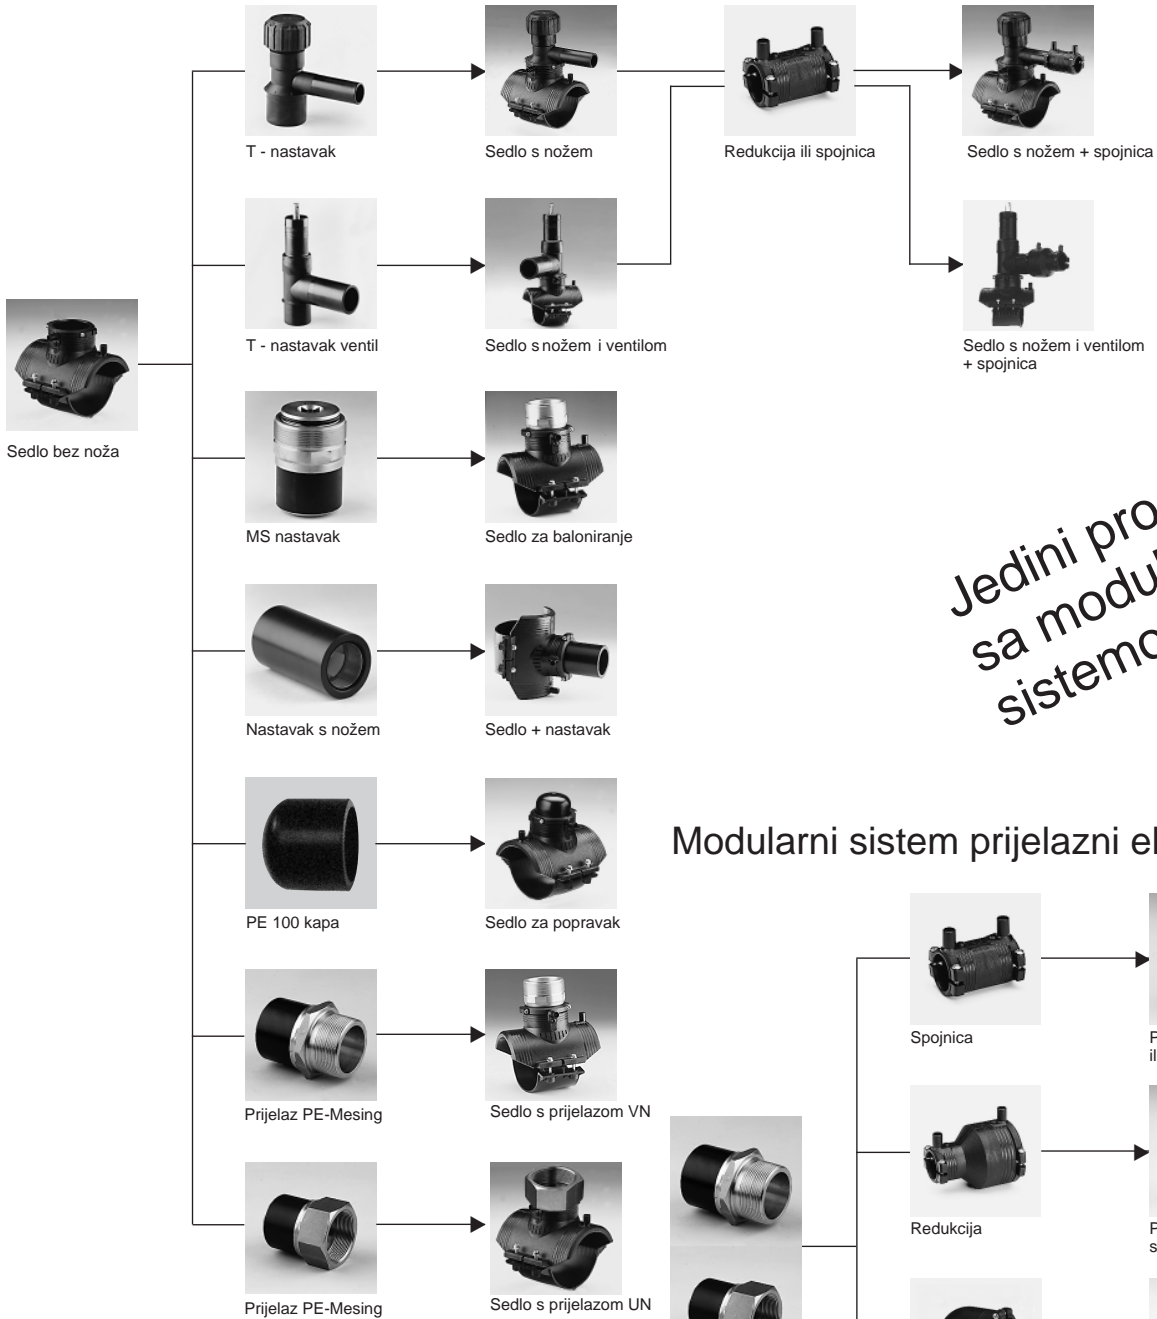 T - nastavak
Sedlo s nožem
Redukcija ili spojnica
Sedlo s nožem + spojnica
T - nastavak ventil
Sedlo s nožem i ventilom
Sedlo s nožem i ventilom
+ spojnica
Sedlo bez noža
MS nastavak
Sedlo za baloniranje
Jedini pro
sa modul
sistemo
Nastavak s nožem
Sedlo + nastavak
Modularni sistem prijelazni el
PE 100 kapa
Sedlo za popravak
Spojnica
P
il
Prijelaz PE-Mesing
Sedlo s prijelazom VN
Redukcija
P
s
Prijelaz PE-Mesing
Sedlo s prijelazom UN